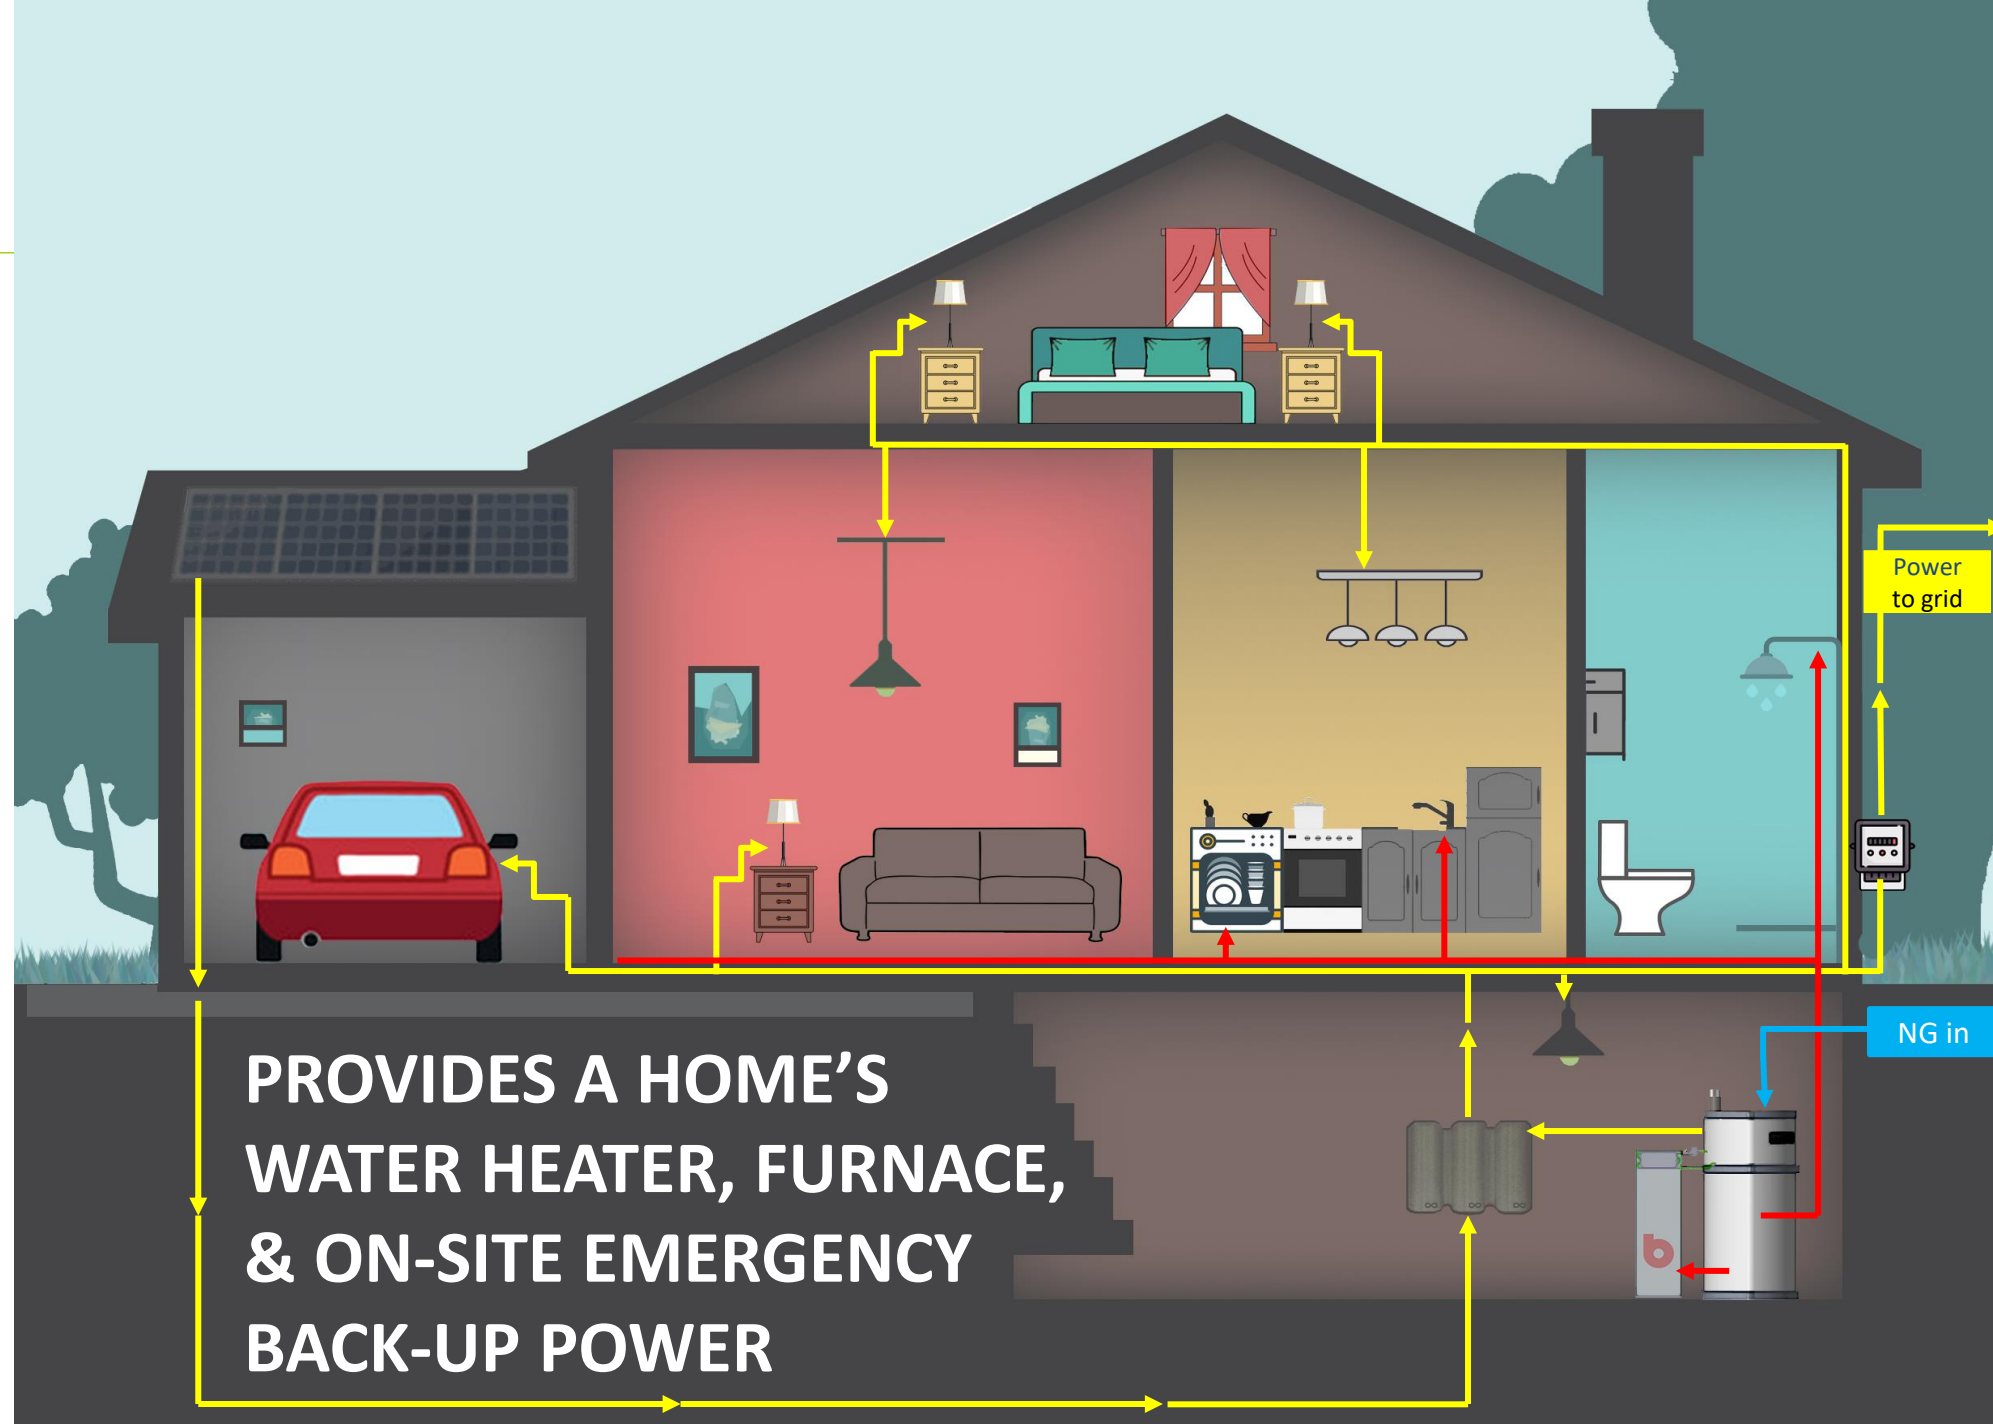 Power
to grid
NG in
PROVIDES A HOME’S
WATER HEATER, FURNACE,
& ON-SITE EMERGENCY
BACK-UP POWER
b